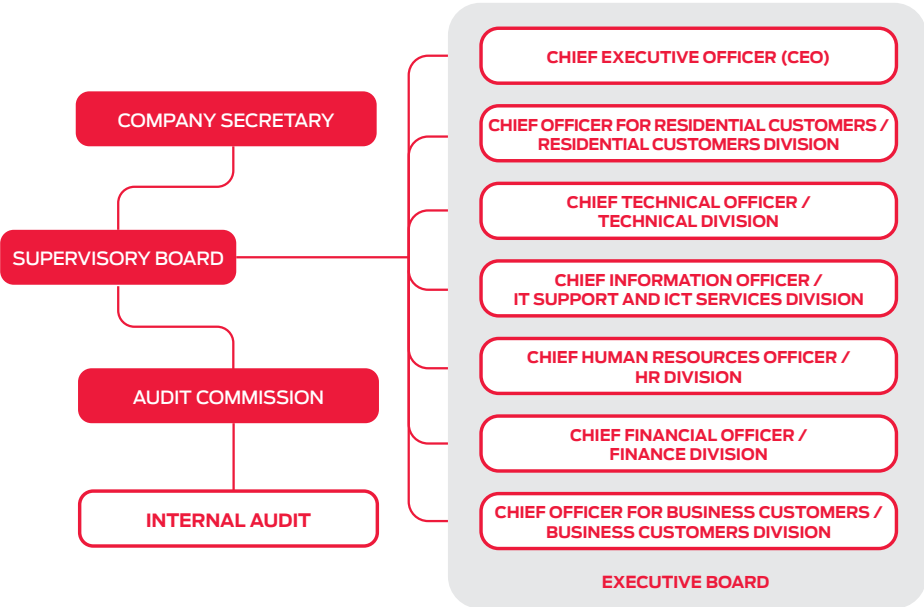 COMPANY SECRETARY
SUPERVISORY BOARD
AUDIT COMMISSION
INTERNAL AUDIT
CHIEF EXECUTIVE OFFICER (CEO)
CHIEF OFFICER FOR RESIDENTIAL CUSTOMERS /
RESIDENTIAL CUSTOMERS DIVISION
CHIEF TECHNICAL OFFICER /
TECHNICAL DIVISION
CHIEF INFORMATION OFFICER /
IT SUPPORT AND ICT SERVICES DIVISION
CHIEF HUMAN RESOURCES OFFICER /
HR DIVISION
CHIEF FINANCIAL OFFICER /
FINANCE DIVISION
CHIEF OFFICER FOR BUSINESS CUSTOMERS /
BUSINESS CUSTOMERS DIVISION
EXECUTIVE BOARD